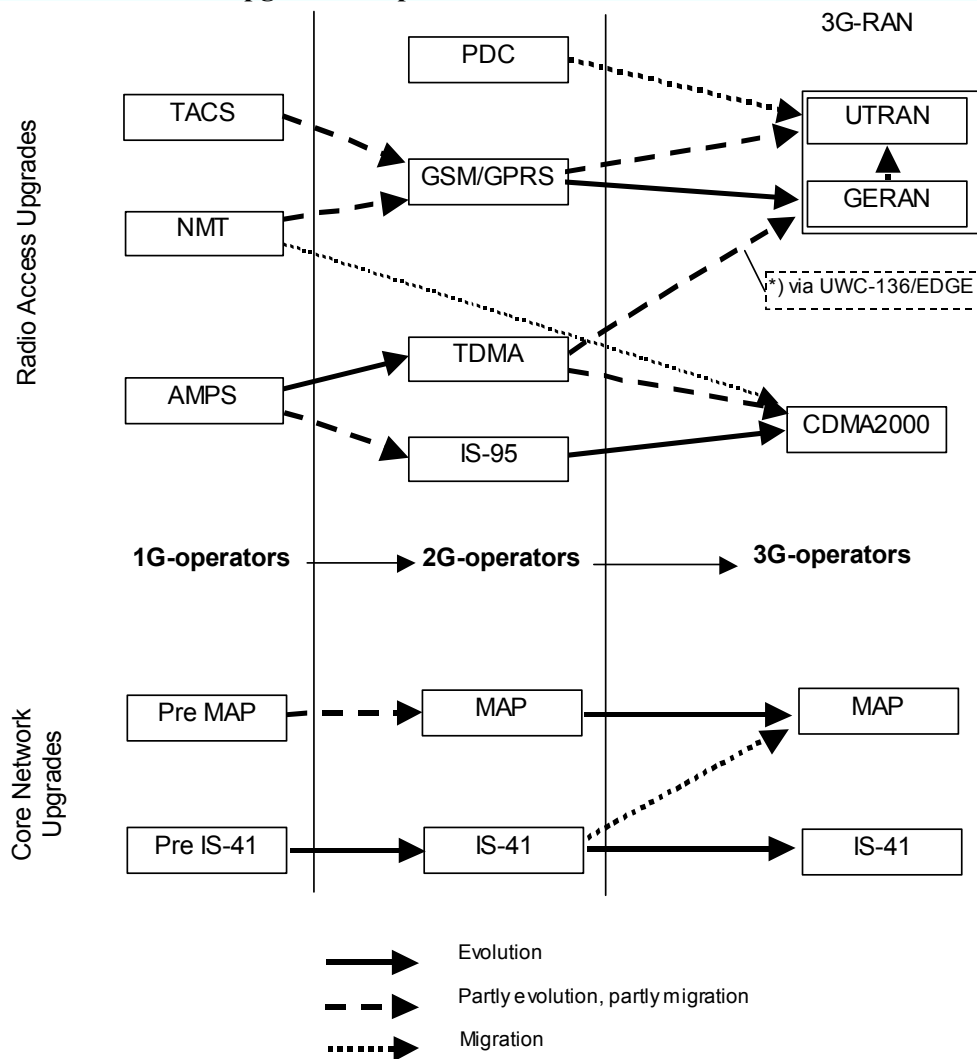 3G-RAN
PDC
TACS
UTRAN
GSM/GPRS
GERAN
NMT
*) via UWC-136/EDGE
TDMA
AMPS
CDMA2000
IS-95
Radio Access Upgrades
1G-operators
2G-operators
3G-operators
Pre MAP
MAP
MAP
Pre IS-41
IS-41
IS-41
Core Network
Upgrades
Evolution
Partly evolution, partly migration
Migration